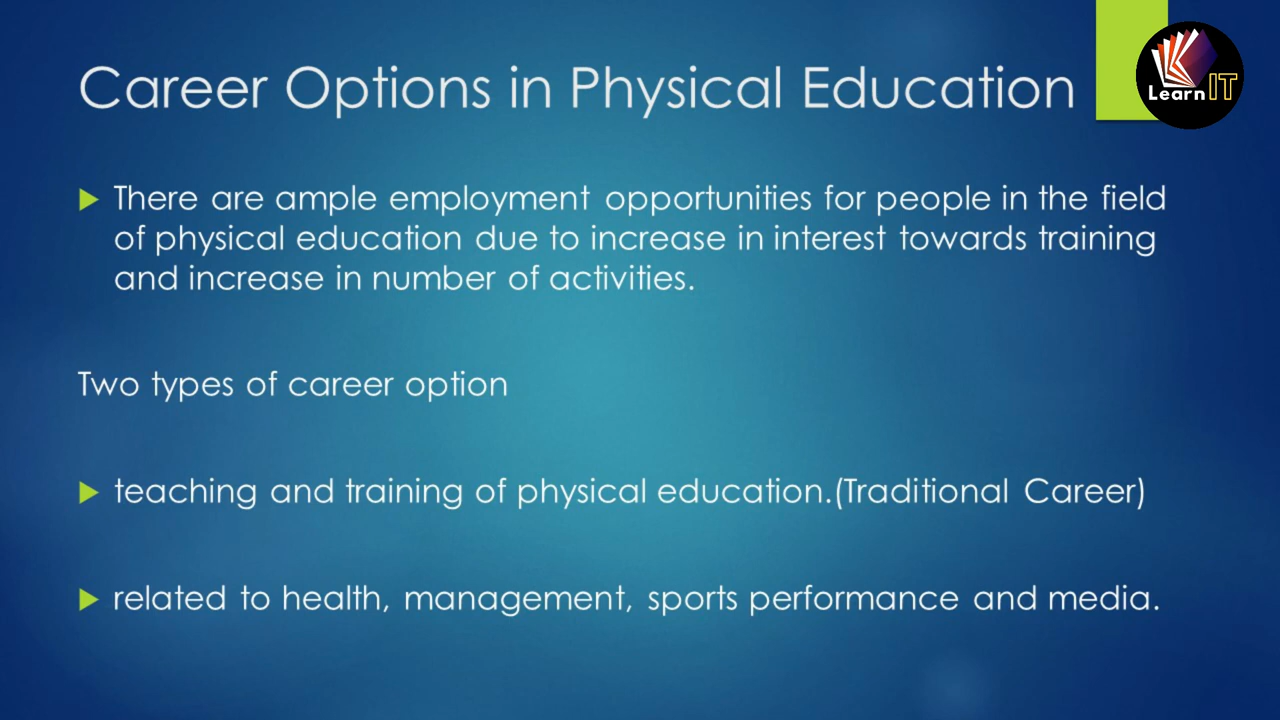 Career Options in Physical Education
Learn IT
There are ample employment opportunities for people in the field
of physical education due to increase in interest towards training
and increase in number of activities.
Two types of career option
teaching and training of physical education.(Traditional Career)
related to health, management, sports performance and media.